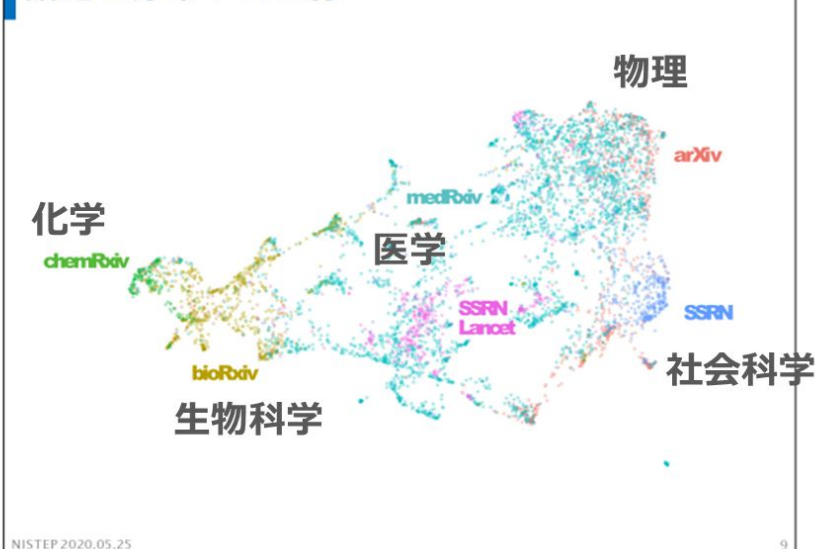 物理
arXiv
medRxiv
化学
医学
chemRxiv
SSRN
Lancet
SSRN
bioRxiv
社会科学
生物科学
NISTEP 2020.05.25
9